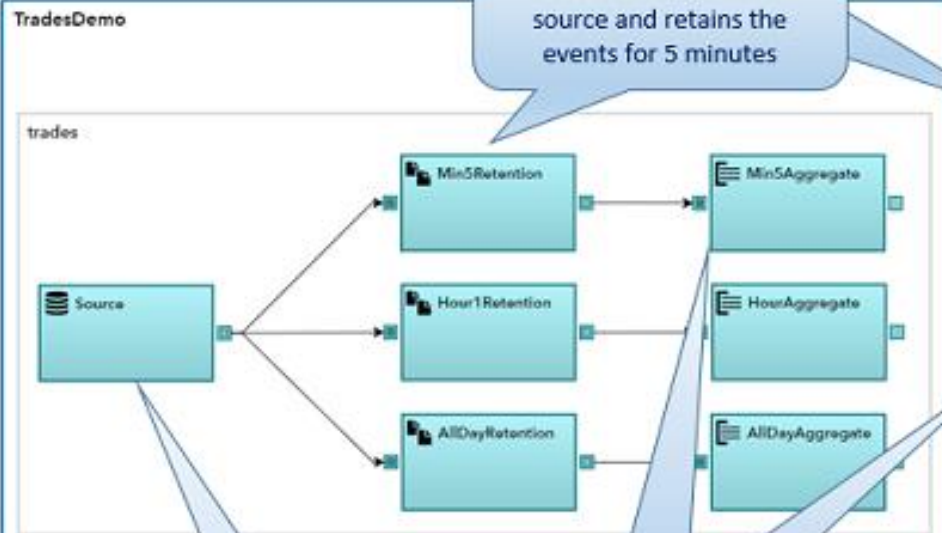 TradesDemo
source and retains the
events for 5 minutes
trades
Min5Retention
Min5Aggregate
Source
Hour1Retention
HourAggregate
AllDayRetention
AllDayAggregate